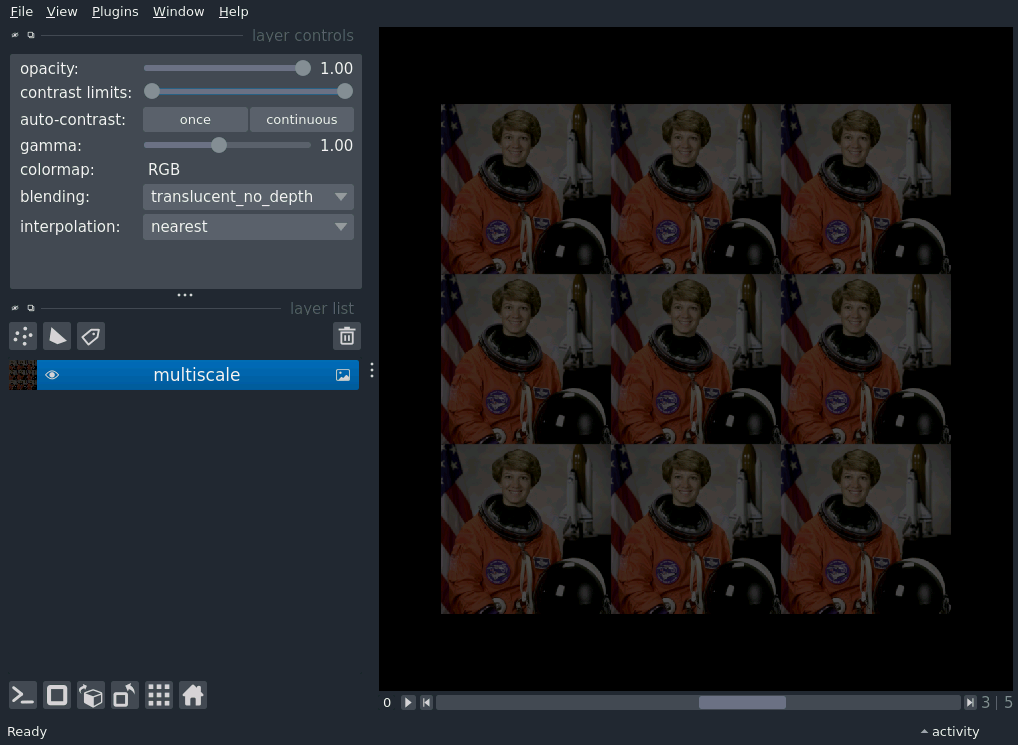 File View Plugins Window Help
layer controls
opacity: 1.00
contrast limits:
auto-contrast: once continuous
gamma: 1.00
colormap: RGB
blending: translucent_no_depth
interpolation: nearest
layer list
multiscale
0 3 | 5
Ready activity